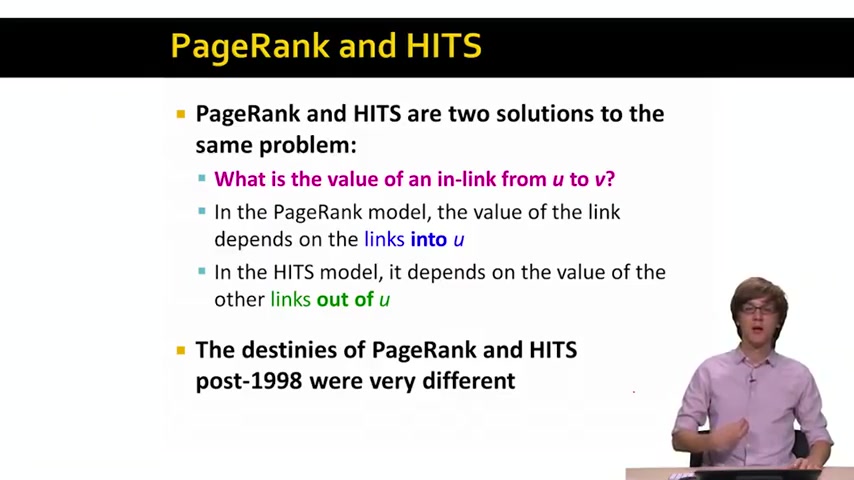 PageRank and HITS
PageRank and HITS are two solutions to the
same problem:
What is the value of an in-link from u to v?
In the PageRank model, the value of the link
depends on the links into u
In the HITS model, it depends on the value of the
other links out of u
The destinies of PageRank and HITS
post-1998 were very different